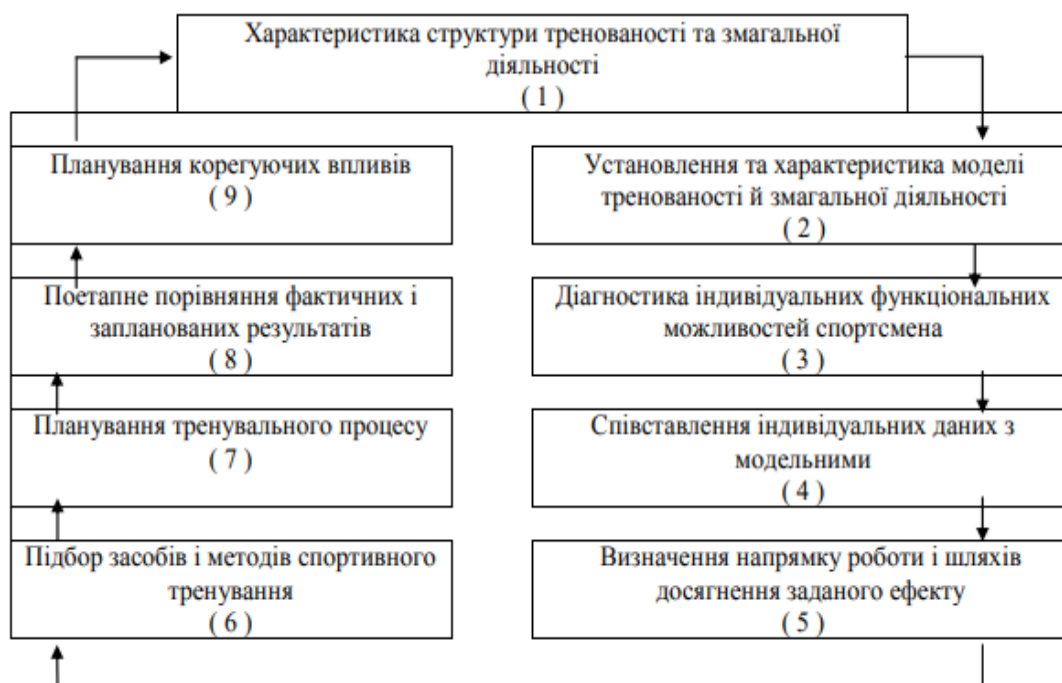 Характеристика структури тренованості та змагальної
діяльності
( 1 )
Установлення та характеристика моделі
тренованості й змагальної діяльності
( 2 )
Діагностика індивідуальних функціональних
можливостей спортсмена
( 3 )
Співставлення індивідуальних даних з
модельними
( 4 )
Визначення напрямку роботи і шляхів
досягнення заданого ефекту
( 5 )
Підбор засобів і методів спортивного
тренування
( 6 )
Планування тренувального процесу
( 7 )
Поетапне порівняння фактичних і
запланованих результатів
( 8 )
Планування корегуючих впливів
( 9 )